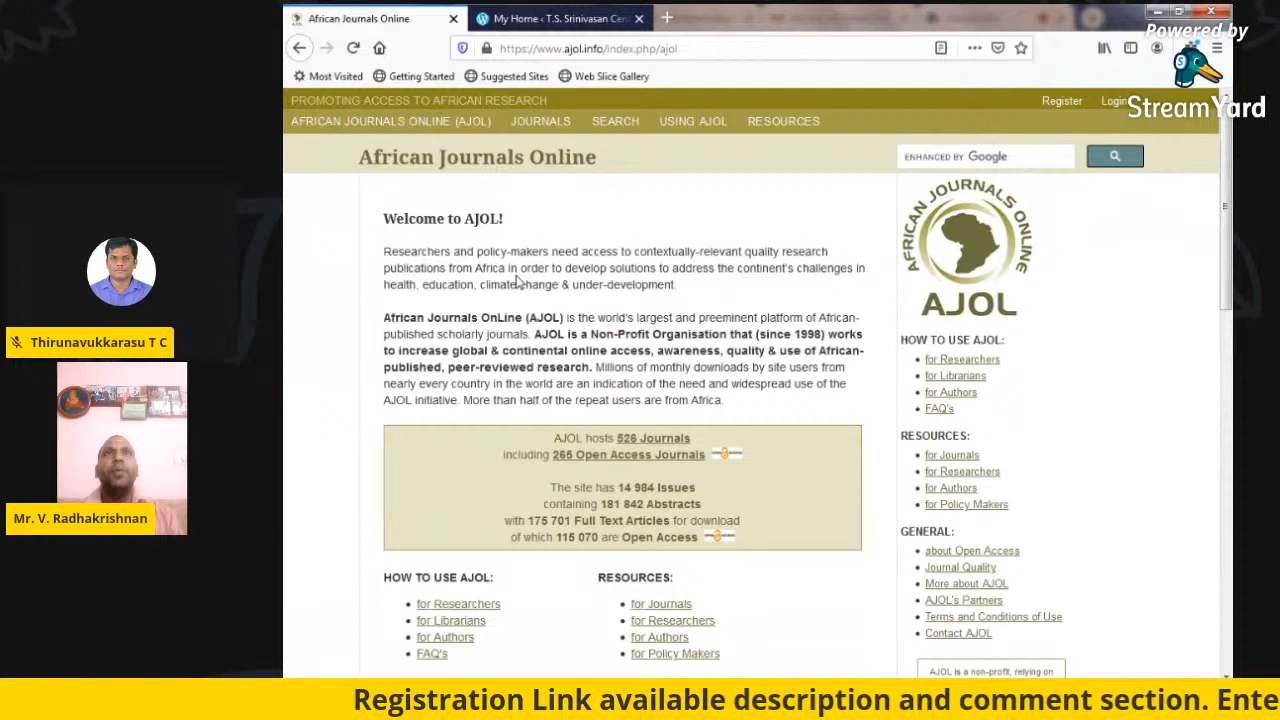 African Journals Online
My Home ‹ T.S. Srinivasan Cen
Powered by
StreamYard
https://www.ajol.info/index.php/ajol
Most Visited
Getting Started
Suggested Sites
Web Slice Gallery
PROMOTING ACCESS TO AFRICAN RESEARCH
Register
Login
AFRICAN JOURNALS ONLINE (AJOL)
JOURNALS
SEARCH
USING AJOL
RESOURCES
African Journals Online
ENHANCED BY Google
Welcome to AJOL!
Researchers and policy-makers need access to contextually-relevant quality research
publications from Africa in order to develop solutions to address the continent's challenges in
health, education, climate change & under-development.
African Journals OnLine (AJOL) is the world's largest and preeminent platform of African-
published scholarly journals. AJOL is a Non-Profit Organisation that (since 1998) works
to increase global & continental online access, awareness, quality & use of African-
published, peer-reviewed research. Millions of monthly downloads by site users from
nearly every country in the world are an indication of the need and widespread use of the
AJOL initiative. More than half of the repeat users are from Africa.
AJOL hosts 526 Journals
including 265 Open Access Journals
The site has 14 984 Issues
containing 181 842 Abstracts
with 175 701 Full Text Articles for download
of which 115 070 are Open Access
HOW TO USE AJOL:
for Researchers
for Librarians
for Authors
FAQ's
RESOURCES:
for Journals
for Researchers
for Authors
for Policy Makers
AFRICAN JOURNALS ONLINE
AJOL
HOW TO USE AJOL:
for Researchers
for Librarians
for Authors
FAQ's
RESOURCES:
for Journals
for Researchers
for Authors
for Policy Makers
GENERAL:
about Open Access
Journal Quality
More about AJOL
AJOL's Partners
Terms and Conditions of Use
Contact AJOL
AJOL is a non-profit, relying on
Thirunavukkarasu T C
Mr. V. Radhakrishnan
Registration Link available description and comment section. Ente